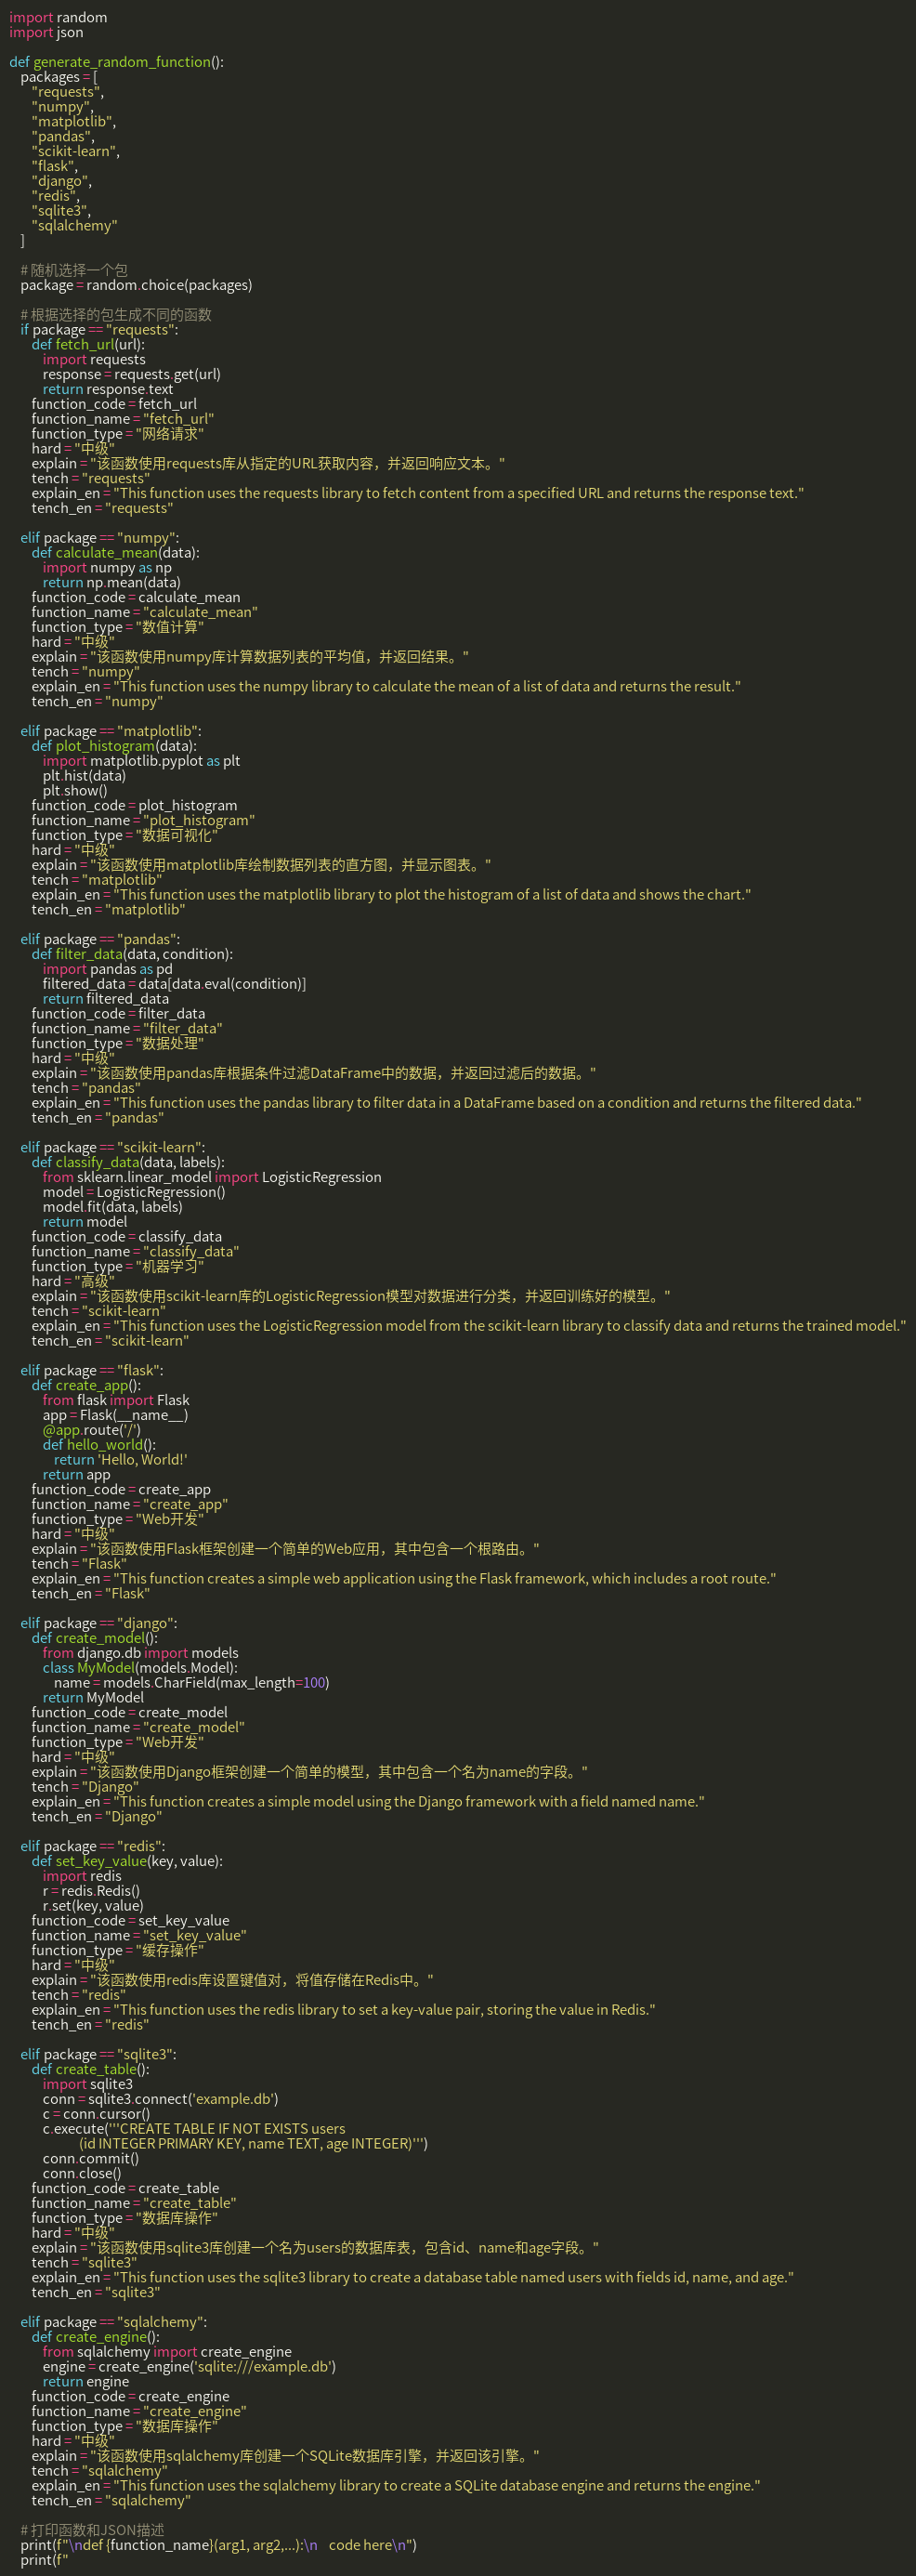 import random
import json

def generate_random_function():
    packages = [
        "requests",
        "numpy",
        "matplotlib",
        "pandas",
        "scikit-learn",
        "flask",
        "django",
        "redis",
        "sqlite3",
        "sqlalchemy"
    ]

    # 随机选择一个包
    package = random.choice(packages)

    # 根据选择的包生成不同的函数
    if package == "requests":
        def fetch_url(url):
            import requests
            response = requests.get(url)
            return response.text
        function_code = fetch_url
        function_name = "fetch_url"
        function_type = "网络请求"
        hard = "中级"
        explain = "该函数使用requests库从指定的URL获取内容，并返回响应文本。"
        tench = "requests"
        explain_en = "This function uses the requests library to fetch content from a specified URL and returns the response text."
        tench_en = "requests"

    elif package == "numpy":
        def calculate_mean(data):
            import numpy as np
            return np.mean(data)
        function_code = calculate_mean
        function_name = "calculate_mean"
        function_type = "数值计算"
        hard = "中级"
        explain = "该函数使用numpy库计算数据列表的平均值，并返回结果。"
        tench = "numpy"
        explain_en = "This function uses the numpy library to calculate the mean of a list of data and returns the result."
        tench_en = "numpy"

    elif package == "matplotlib":
        def plot_histogram(data):
            import matplotlib.pyplot as plt
            plt.hist(data)
            plt.show()
        function_code = plot_histogram
        function_name = "plot_histogram"
        function_type = "数据可视化"
        hard = "中级"
        explain = "该函数使用matplotlib库绘制数据列表的直方图，并显示图表。"
        tench = "matplotlib"
        explain_en = "This function uses the matplotlib library to plot the histogram of a list of data and shows the chart."
        tench_en = "matplotlib"

    elif package == "pandas":
        def filter_data(data, condition):
            import pandas as pd
            filtered_data = data[data.eval(condition)]
            return filtered_data
        function_code = filter_data
        function_name = "filter_data"
        function_type = "数据处理"
        hard = "中级"
        explain = "该函数使用pandas库根据条件过滤DataFrame中的数据，并返回过滤后的数据。"
        tench = "pandas"
        explain_en = "This function uses the pandas library to filter data in a DataFrame based on a condition and returns the filtered data."
        tench_en = "pandas"

    elif package == "scikit-learn":
        def classify_data(data, labels):
            from sklearn.linear_model import LogisticRegression
            model = LogisticRegression()
            model.fit(data, labels)
            return model
        function_code = classify_data
        function_name = "classify_data"
        function_type = "机器学习"
        hard = "高级"
        explain = "该函数使用scikit-learn库的LogisticRegression模型对数据进行分类，并返回训练好的模型。"
        tench = "scikit-learn"
        explain_en = "This function uses the LogisticRegression model from the scikit-learn library to classify data and returns the trained model."
        tench_en = "scikit-learn"

    elif package == "flask":
        def create_app():
            from flask import Flask
            app = Flask(__name__)
            @app.route('/')
            def hello_world():
                return 'Hello, World!'
            return app
        function_code = create_app
        function_name = "create_app"
        function_type = "Web开发"
        hard = "中级"
        explain = "该函数使用Flask框架创建一个简单的Web应用，其中包含一个根路由。"
        tench = "Flask"
        explain_en = "This function creates a simple web application using the Flask framework, which includes a root route."
        tench_en = "Flask"

    elif package == "django":
        def create_model():
            from django.db import models
            class MyModel(models.Model):
                name = models.CharField(max_length=100)
            return MyModel
        function_code = create_model
        function_name = "create_model"
        function_type = "Web开发"
        hard = "中级"
        explain = "该函数使用Django框架创建一个简单的模型，其中包含一个名为name的字段。"
        tench = "Django"
        explain_en = "This function creates a simple model using the Django framework with a field named name."
        tench_en = "Django"

    elif package == "redis":
        def set_key_value(key, value):
            import redis
            r = redis.Redis()
            r.set(key, value)
        function_code = set_key_value
        function_name = "set_key_value"
        function_type = "缓存操作"
        hard = "中级"
        explain = "该函数使用redis库设置键值对，将值存储在Redis中。"
        tench = "redis"
        explain_en = "This function uses the redis library to set a key-value pair, storing the value in Redis."
        tench_en = "redis"

    elif package == "sqlite3":
        def create_table():
            import sqlite3
            conn = sqlite3.connect('example.db')
            c = conn.cursor()
            c.execute('''CREATE TABLE IF NOT EXISTS users
                         (id INTEGER PRIMARY KEY, name TEXT, age INTEGER)''')
            conn.commit()
            conn.close()
        function_code = create_table
        function_name = "create_table"
        function_type = "数据库操作"
        hard = "中级"
        explain = "该函数使用sqlite3库创建一个名为users的数据库表，包含id、name和age字段。"
        tench = "sqlite3"
        explain_en = "This function uses the sqlite3 library to create a database table named users with fields id, name, and age."
        tench_en = "sqlite3"

    elif package == "sqlalchemy":
        def create_engine():
            from sqlalchemy import create_engine
            engine = create_engine('sqlite:///example.db')
            return engine
        function_code = create_engine
        function_name = "create_engine"
        function_type = "数据库操作"
        hard = "中级"
        explain = "该函数使用sqlalchemy库创建一个SQLite数据库引擎，并返回该引擎。"
        tench = "sqlalchemy"
        explain_en = "This function uses the sqlalchemy library to create a SQLite database engine and returns the engine."
        tench_en = "sqlalchemy"

    # 打印函数和JSON描述
    print(f"\ndef {function_name}(arg1, arg2,...):\n    code here\n")
    print(f"